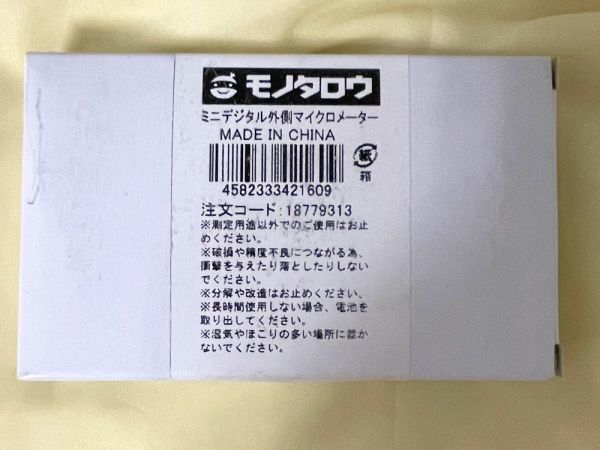 モノタロウ
ミニデジタル外側マイクロメーター
MADE IN CHINA
紙
箱
4582333421609
注文コード:18779313
※測定用途以外でのご使用はお止
めください。
※破損や精度不良につながる為、
衝撃を与えたり落としたりしない
でください。
※分解や改造はお止めください。
※長時間使用しない場合、電池を
取り出してください。
※湿気やほこりの多い場所に置か
ないでください。